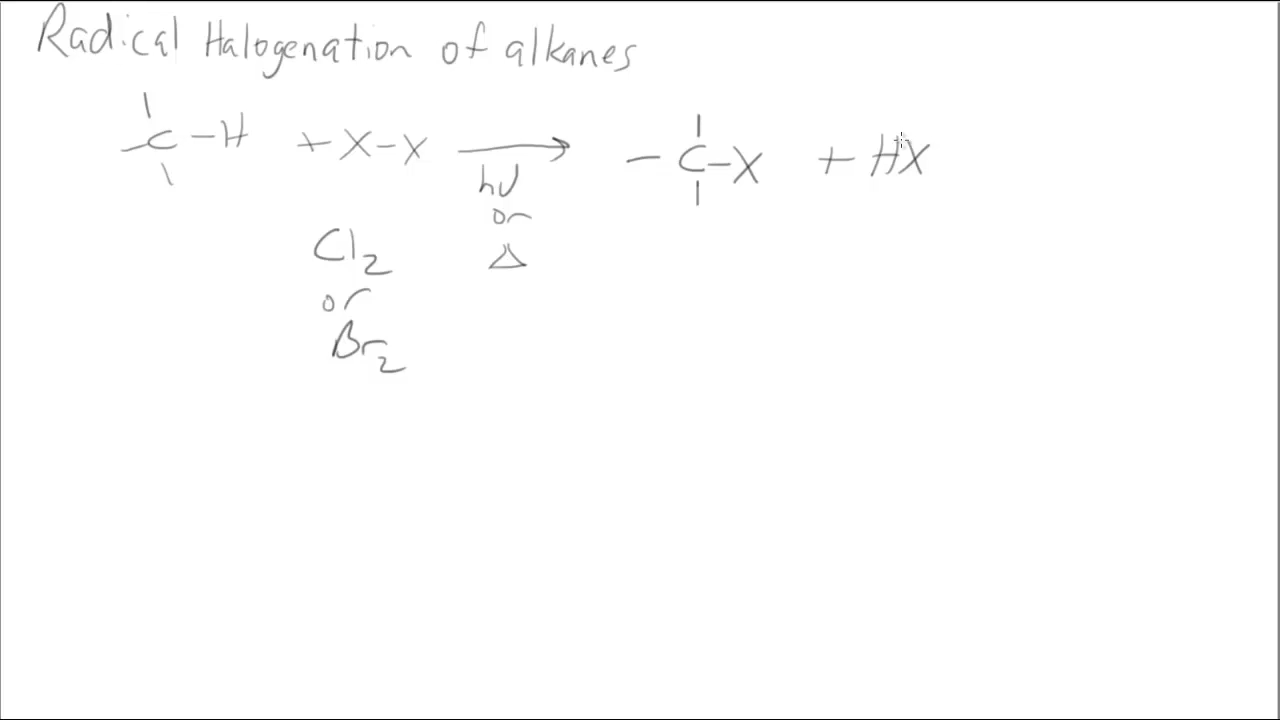 Radical Halogenation of alkanes
-C-H + X-X → -C-X + HX
hν
or
Δ
Cl₂
or
Br₂